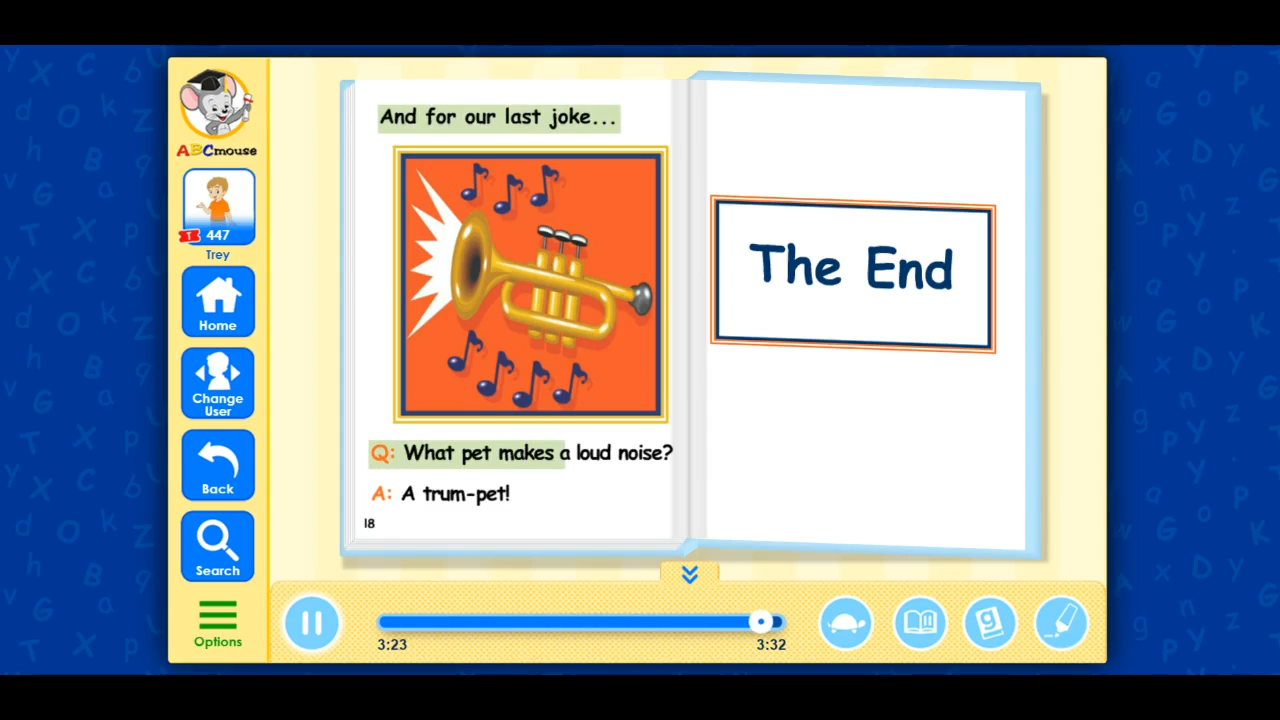 ABCmouse
T
447
Trey
Home
Change
User
Back
Search
Options
And for our last joke...
Q: What pet makes a loud noise?
A: A trum-pet!
18
The End
3:23
3:32
g